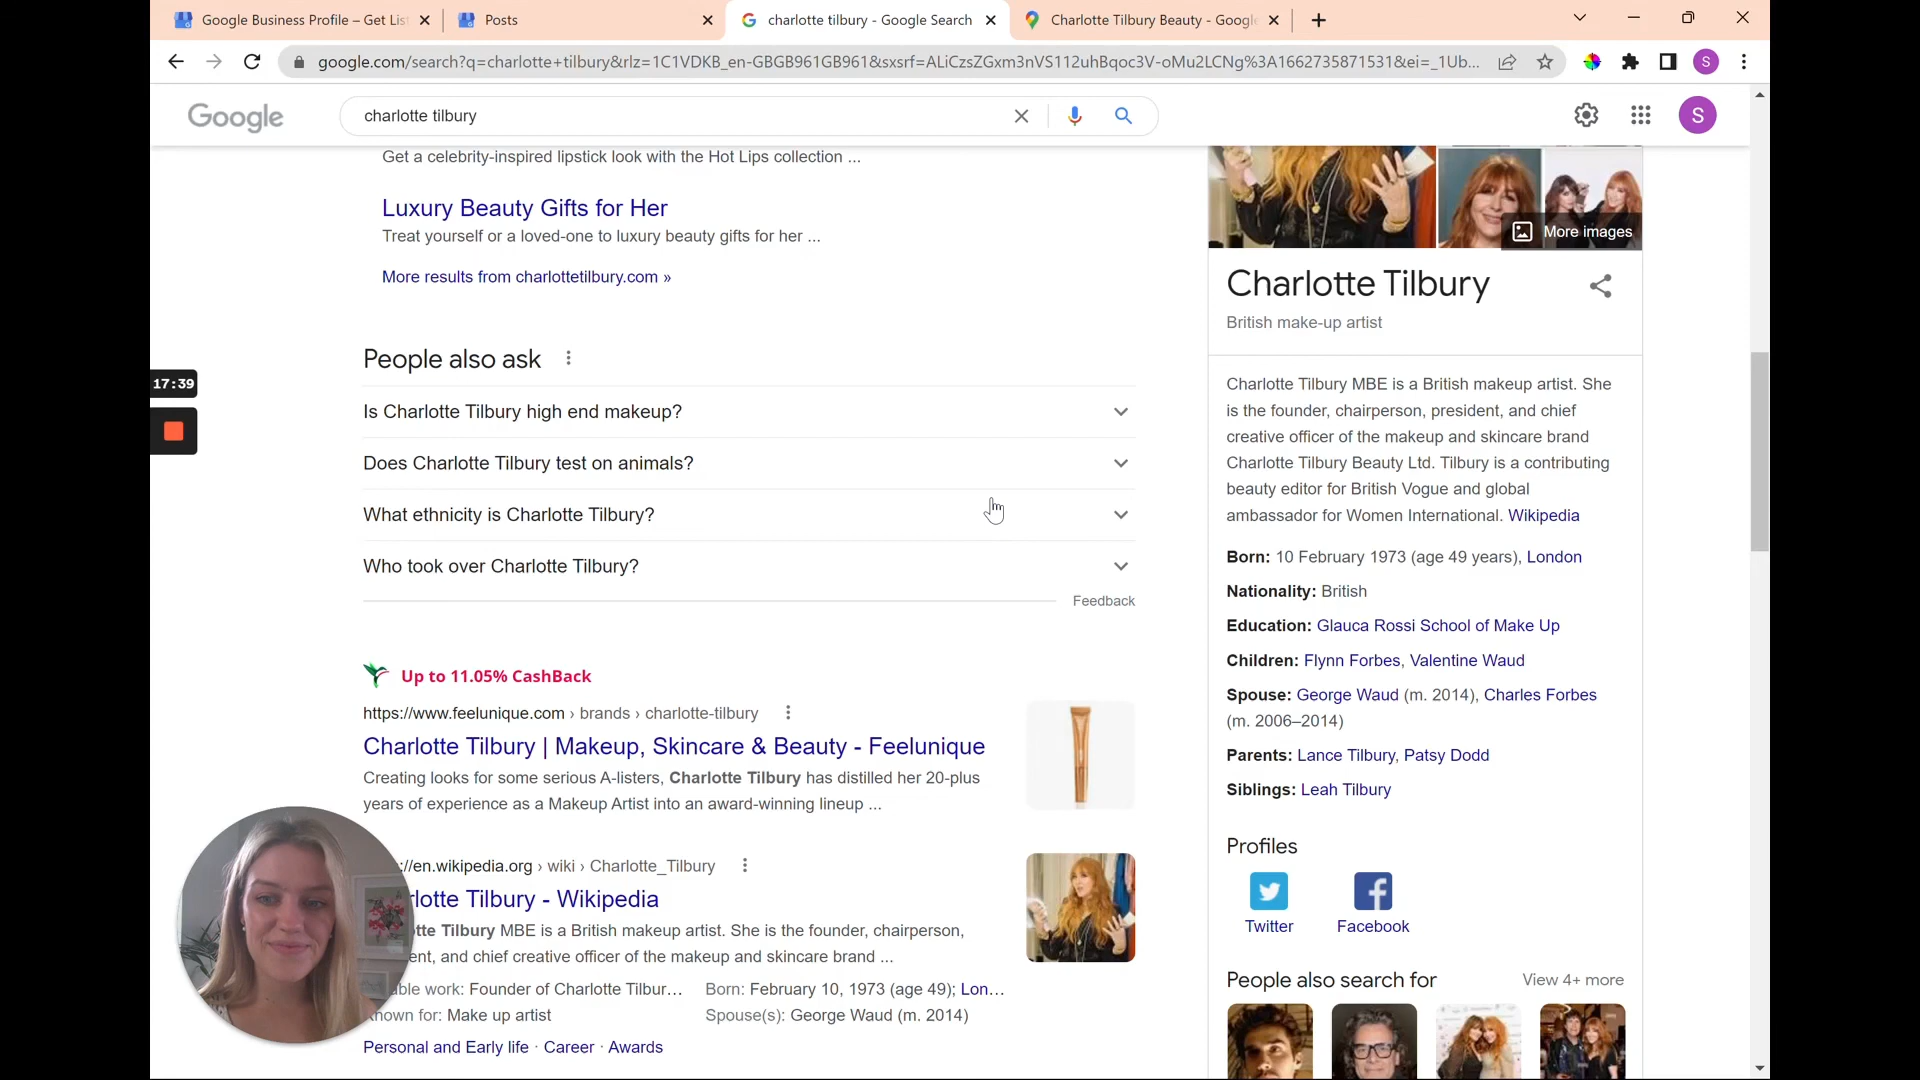 Google Business Profile – Get List
Posts
charlotte tilbury - Google Search
Charlotte Tilbury Beauty - Google
google.com/search?q=charlotte+tilbury&rlz=1C1VDKB_en-GBGB961GB961&sxsrf=ALiCzsZGxm3nVS112uhBqoc3V-oMu2LCNg%3A1662735871531&ei=_1Ub...
S
Google
charlotte tilbury
S
Get a celebrity-inspired lipstick look with the Hot Lips collection ...
Luxury Beauty Gifts for Her
Treat yourself or a loved-one to luxury beauty gifts for her ...
More results from charlottetilbury.com »
People also ask
Is Charlotte Tilbury high end makeup?
Does Charlotte Tilbury test on animals?
What ethnicity is Charlotte Tilbury?
Who took over Charlotte Tilbury?
Feedback
17:39
Up to 11.05% CashBack
https://www.feelunique.com › brands › charlotte-tilbury
Charlotte Tilbury | Makeup, Skincare & Beauty - Feelunique
Creating looks for some serious A-listers, Charlotte Tilbury has distilled her 20-plus
years of experience as a Makeup Artist into an award-winning lineup ...
://en.wikipedia.org › wiki › Charlotte_Tilbury
rlotte Tilbury - Wikipedia
tte Tilbury MBE is a British makeup artist. She is the founder, chairperson,
ent, and chief creative officer of the makeup and skincare brand ...
ble work: Founder of Charlotte Tilbur...
Born: February 10, 1973 (age 49); Lon...
Known for: Make up artist
Spouse(s): George Waud (m. 2014)
Personal and Early life · Career · Awards
More images
Charlotte Tilbury
British make-up artist
Charlotte Tilbury MBE is a British makeup artist. She
is the founder, chairperson, president, and chief
creative officer of the makeup and skincare brand
Charlotte Tilbury Beauty Ltd. Tilbury is a contributing
beauty editor for British Vogue and global
ambassador for Women International. Wikipedia
Born: 10 February 1973 (age 49 years), London
Nationality: British
Education: Glauca Rossi School of Make Up
Children: Flynn Forbes, Valentine Waud
Spouse: George Waud (m. 2014), Charles Forbes
(m. 2006–2014)
Parents: Lance Tilbury, Patsy Dodd
Siblings: Leah Tilbury
Profiles
Twitter
Facebook
People also search for
View 4+ more